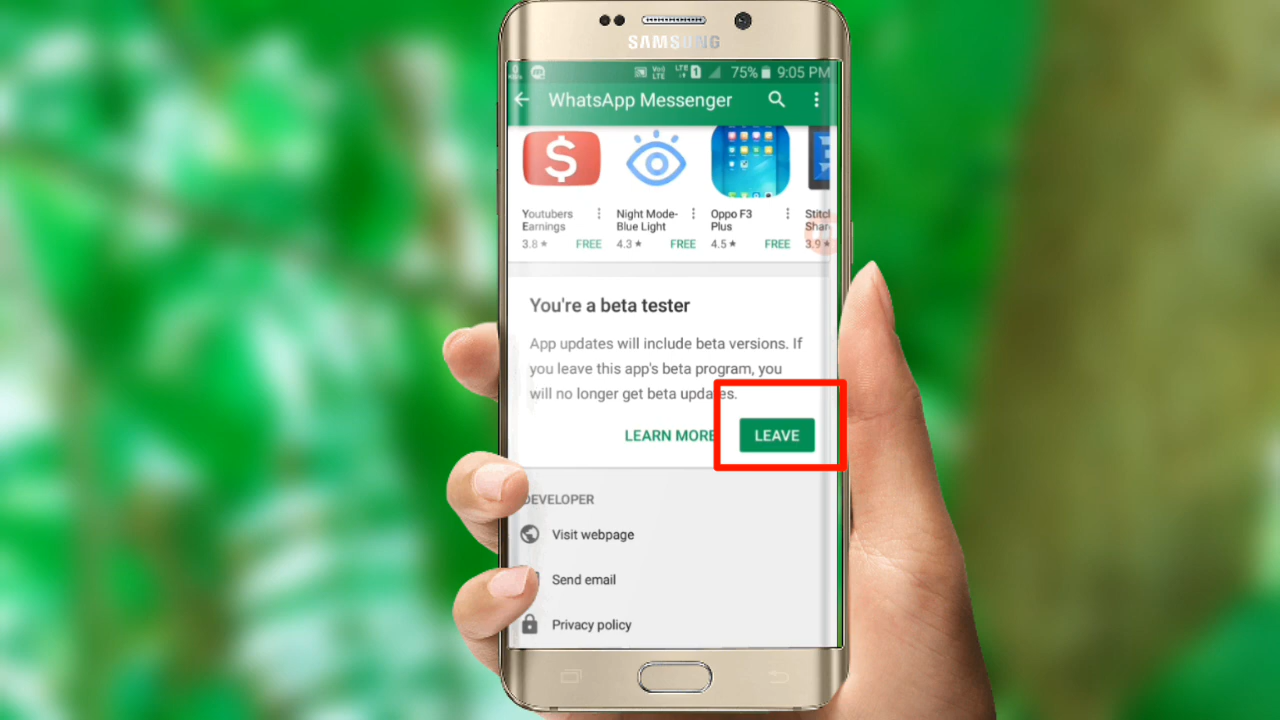 SAMSUNG
75% 9:05 PM
WhatsApp Messenger
Youtubers Earnings
3.8 ★ FREE
Night Mode- Blue Light
4.3 ★ FREE
Oppo F3 Plus
4.5 ★ FREE
3.9 ★
You're a beta tester
App updates will include beta versions. If
you leave this app's beta program, you
will no longer get beta updates.
LEARN MORE LEAVE
DEVELOPER
Visit webpage
Send email
Privacy policy